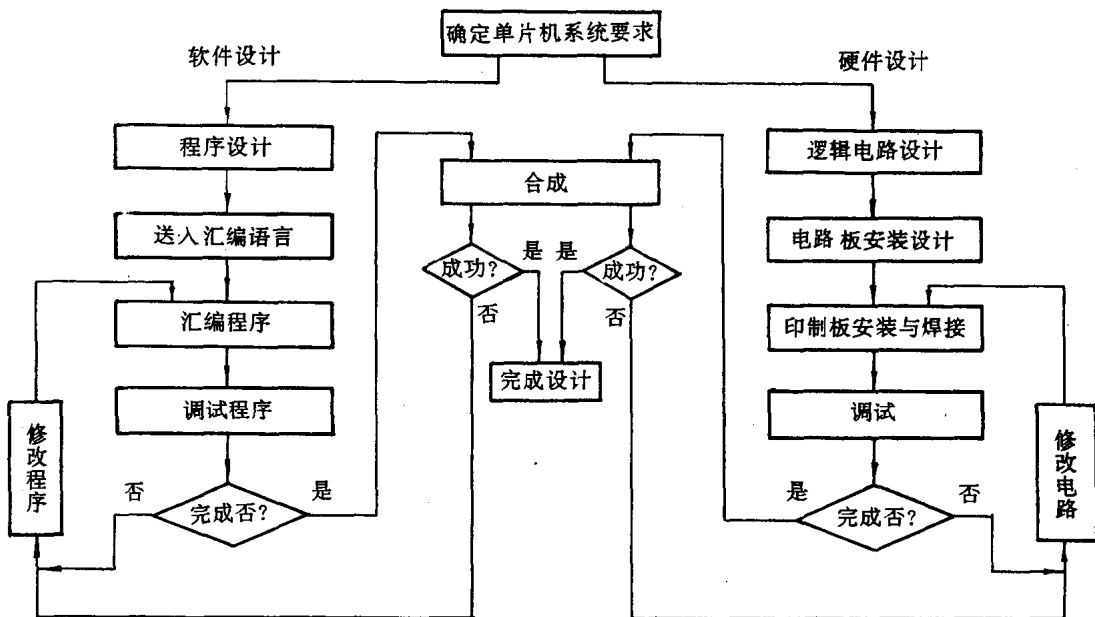 确定单片机系统要求
软件设计
硬件设计
程序设计
逻辑电路设计
合成
送入汇编语言
电路板安装设计
成功?
是
是
成功?
汇编程序
否
否
印制板安装与焊接
完成设计
调试程序
调试
修改程序
修改电路
否
完成否?
是
是
完成否?
否